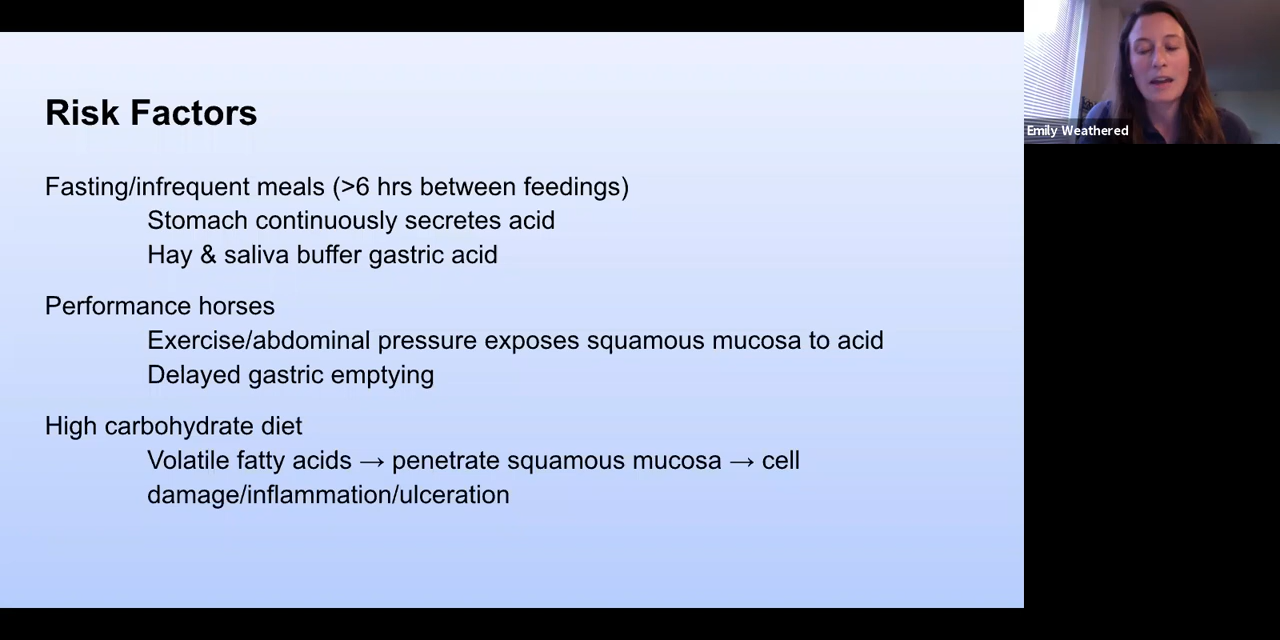 Risk Factors
Fasting/infrequent meals (>6 hrs between feedings)
Stomach continuously secretes acid
Hay & saliva buffer gastric acid
Performance horses
Exercise/abdominal pressure exposes squamous mucosa to acid
Delayed gastric emptying
High carbohydrate diet
Volatile fatty acids → penetrate squamous mucosa → cell
damage/inflammation/ulceration
Emily Weathered